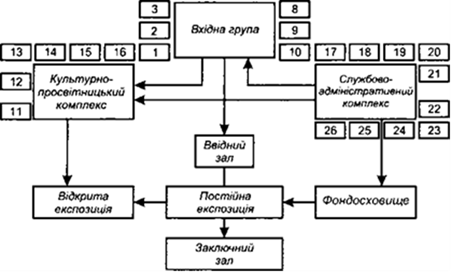 3
8
2
Вхідна група
9
1
10
13
14
15
16
17
18
19
20
12
Культурно-
просвітницький
комплекс
11
Службово-
адміністративний
комплекс
21
22
26
25
24
23
Ввідний
зал
Відкрита
експозиція
Постійна
експозиція
Фондосховище
Заключний
зал